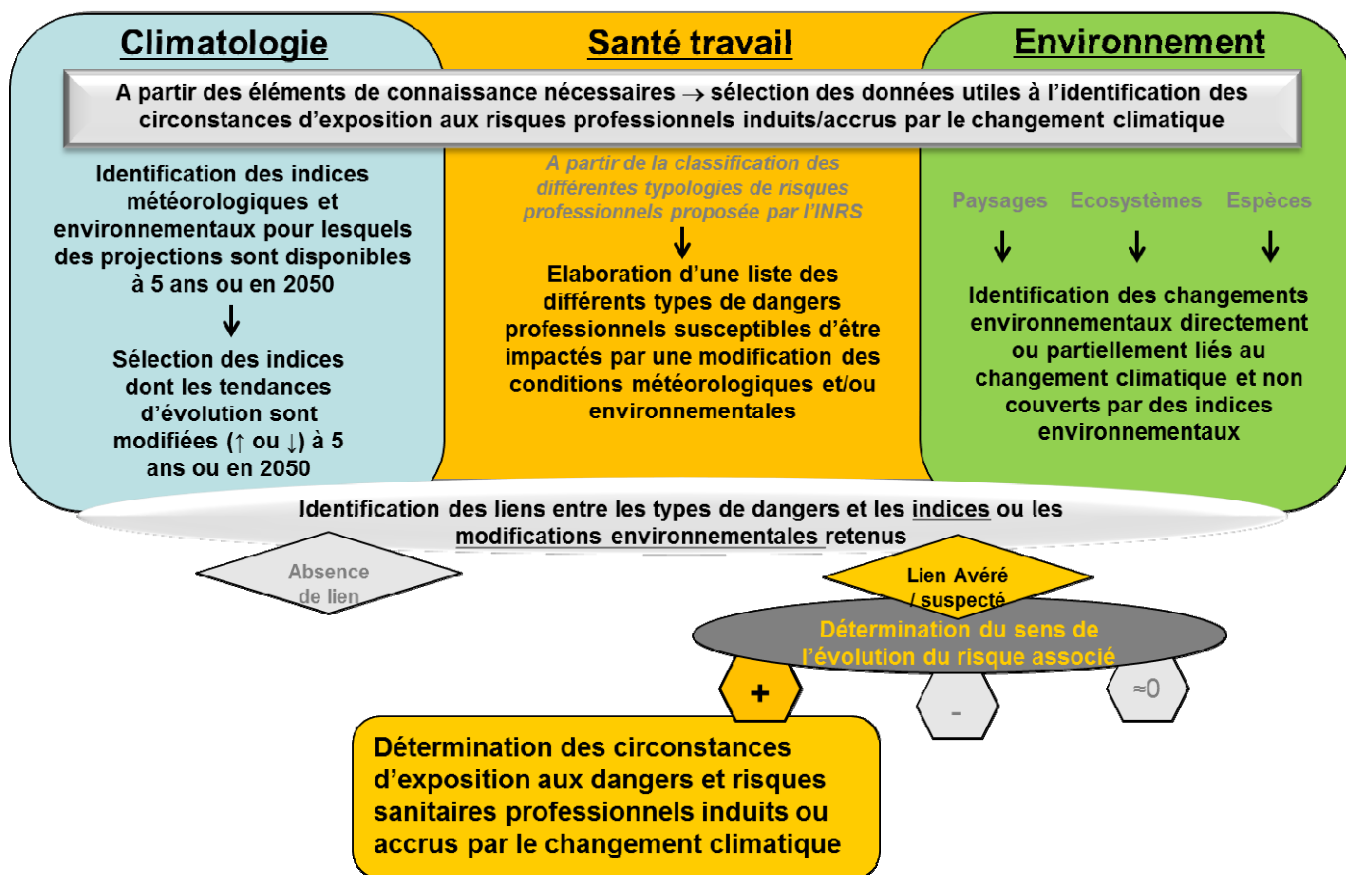 Climatologie
Santé travail
Environnement
A partir des éléments de connaissance nécessaires → sélection des données utiles à l'identification des
circonstances d'exposition aux risques professionnels induits/accrus par le changement climatique
Identification des indices
météorologiques et
environnementaux pour lesquels
des projections sont disponibles
à 5 ans ou en 2050
Sélection des indices
dont les tendances
d'évolution sont
modifiées (↑ ou ↓) à 5
ans ou en 2050
A partir de la classification des
différentes typologies de risques
professionnels proposée par l'INRS
Elaboration d'une liste des
différents types de dangers
professionnels susceptibles d'être
impactés par une modification des
conditions météorologiques et/ou
environnementales
Paysages Ecosystèmes Espèces
Identification des changements
environnementaux directement
ou partiellement liés au
changement climatique et non
couverts par des indices
environnementaux
Identification des liens entre les types de dangers et les indices ou les
modifications environnementales retenus
Absence
de lien
Lien Avéré
/ suspecté
Détermination du sens de
l'évolution du risque associé
+
-
≈0
Détermination des circonstances
d'exposition aux dangers et risques
sanitaires professionnels induits ou
accrus par le changement climatique